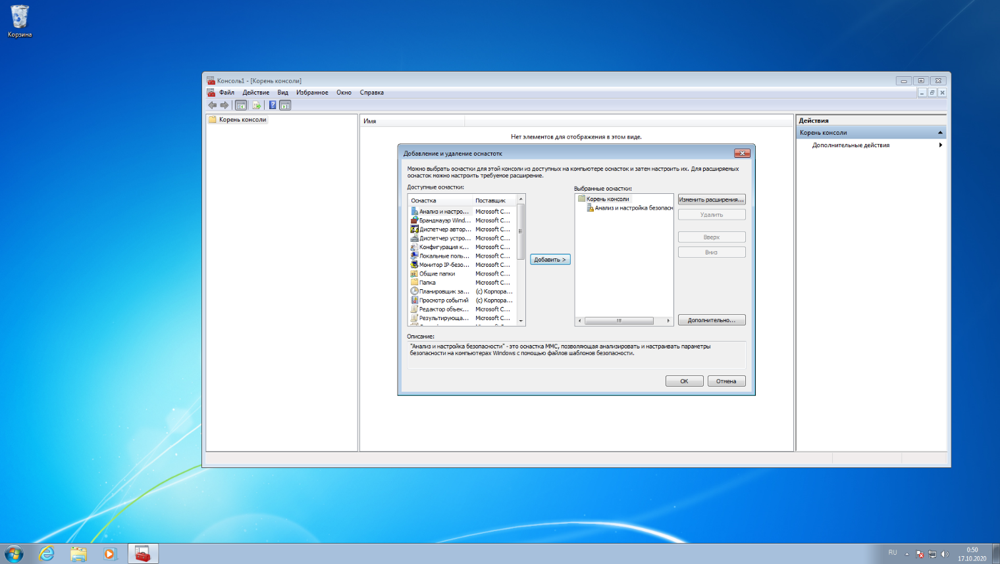 Корзина
Консоль1 - [Корень консоли]
Файл Действие Вид Избранное Окно Справка
Корень консоли
Имя
Нет элементов для отображения в этом виде.
Действия
Корень консоли
Дополнительные действия
Добавление и удаление оснастотк
Можно выбрать оснастки для этой консоли из доступных на компьютере оснасток и затем настроить их. Для расширяемых
оснасток можно настроить требуемое расширение.
Доступные оснастки:
Оснастка Поставщик
Анализ и настро... Microsoft C...
Брандмауэр Wind... Microsoft C...
Диспетчер автор... Microsoft C...
Диспетчер устро... Microsoft C...
Конфигурация к... Microsoft C...
Локальные поль... Microsoft C...
Монитор IP-безо... Microsoft C...
Общие папки Microsoft C...
Папка Microsoft C...
Планировщик за... (c) Корпора...
Просмотр событий (c) Корпора...
Редактор объек... Microsoft C...
Результирующа... Microsoft C...
Добавить >
Выбранные оснастки:
Корень консоли
Анализ и настройка безопасн
Изменить расширения...
Удалить
Вверх
Вниз
Дополнительно...
Описание:
"Анализ и настройка безопасности" - это оснастка MMC, позволяющая анализировать и настраивать параметры
безопасности на компьютерах Windows с помощью файлов шаблонов безопасности.
ОК Отмена
RU
0:50
17.10.2020